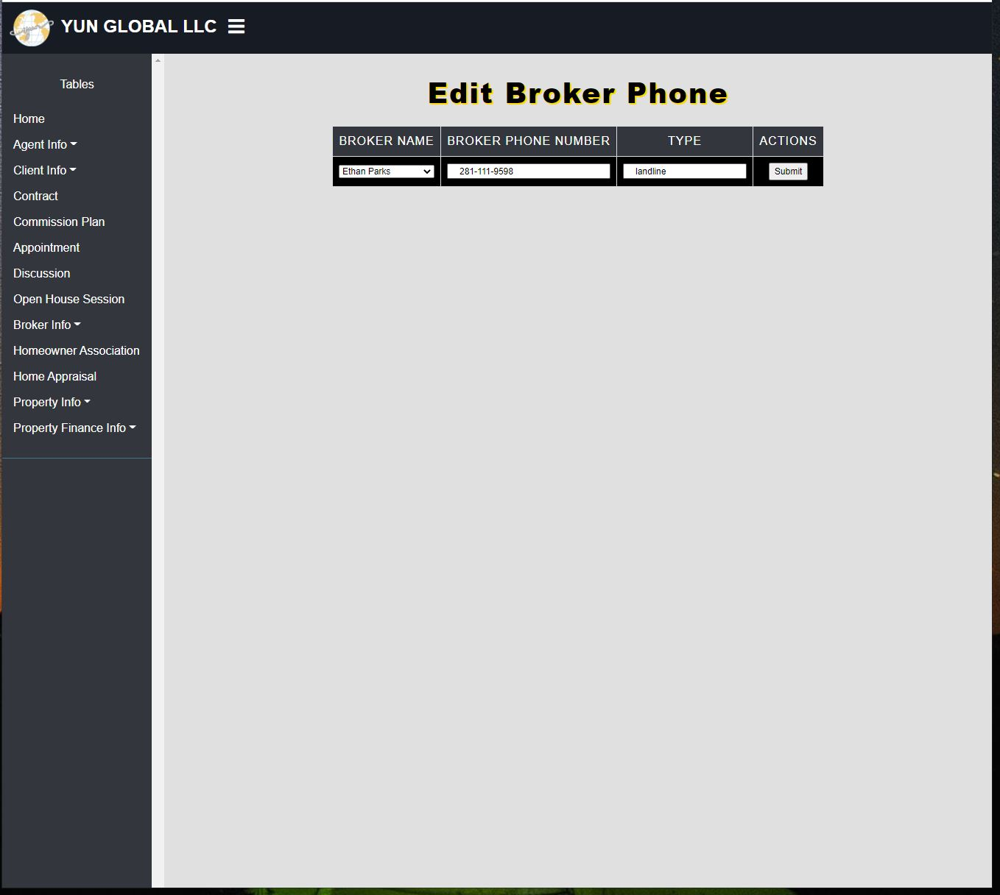 YUN GLOBAL LLC
Tables
Home
Agent Info
Client Info
Contract
Commission Plan
Appointment
Discussion
Open House Session
Broker Info
Homeowner Association
Home Appraisal
Property Info
Property Finance Info
Edit Broker Phone
BROKER NAME BROKER PHONE NUMBER TYPE ACTIONS
Ethan Parks 281-111-9598 landline Submit